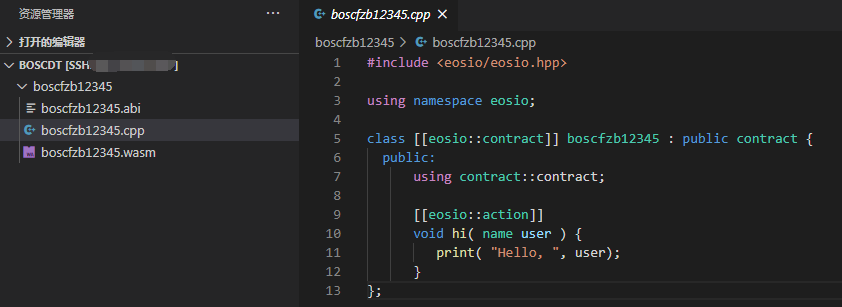 资源管理器
打开的编辑器
BOSCDT [SSH: ]
boscfzb12345
boscfzb12345.abi
boscfzb12345.cpp
boscfzb12345.wasm
boscfzb12345.cpp
boscfzb12345 > boscfzb12345.cpp
1 #include <eosio/eosio.hpp>
2
3 using namespace eosio;
4
5 class [[eosio::contract]] boscfzb12345 : public contract {
6 public:
7 using contract::contract;
8
9 [[eosio::action]]
10 void hi( name user ) {
11 print( "Hello, ", user);
12 }
13 };